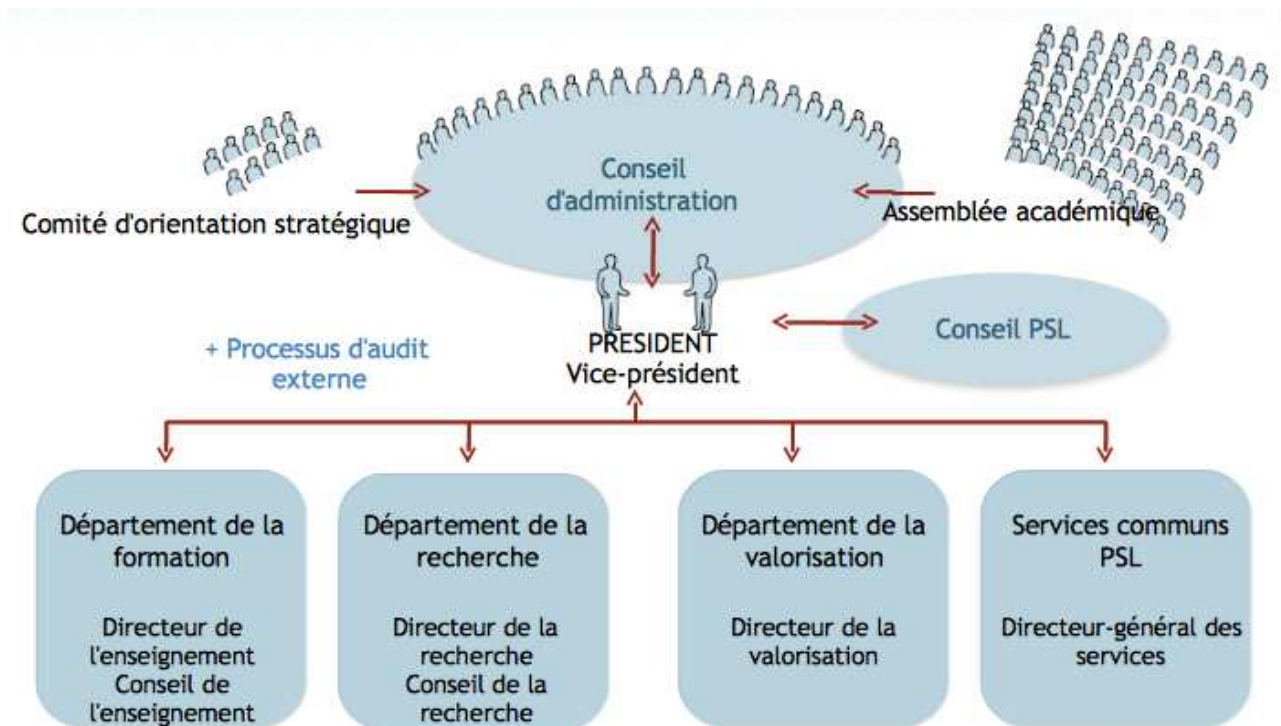 Conseil
d'administration
Comité d'orientation stratégique
Assemblée académique
+ Processus d'audit
externe
PRESIDENT
Vice-président
Conseil PSL
Département de la
formation
Directeur de
l'enseignement
Conseil de
l'enseignement
Département de la
recherche
Directeur de la
recherche
Conseil de la
recherche
Département de la
valorisation
Directeur de la
valorisation
Services communs
PSL
Directeur-général des
services